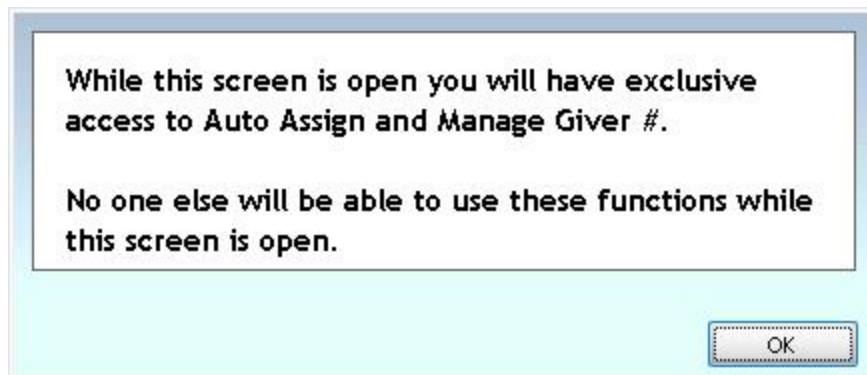 While this screen is open you will have exclusive
access to Auto Assign and Manage Giver #.
No one else will be able to use these functions while
this screen is open.
OK